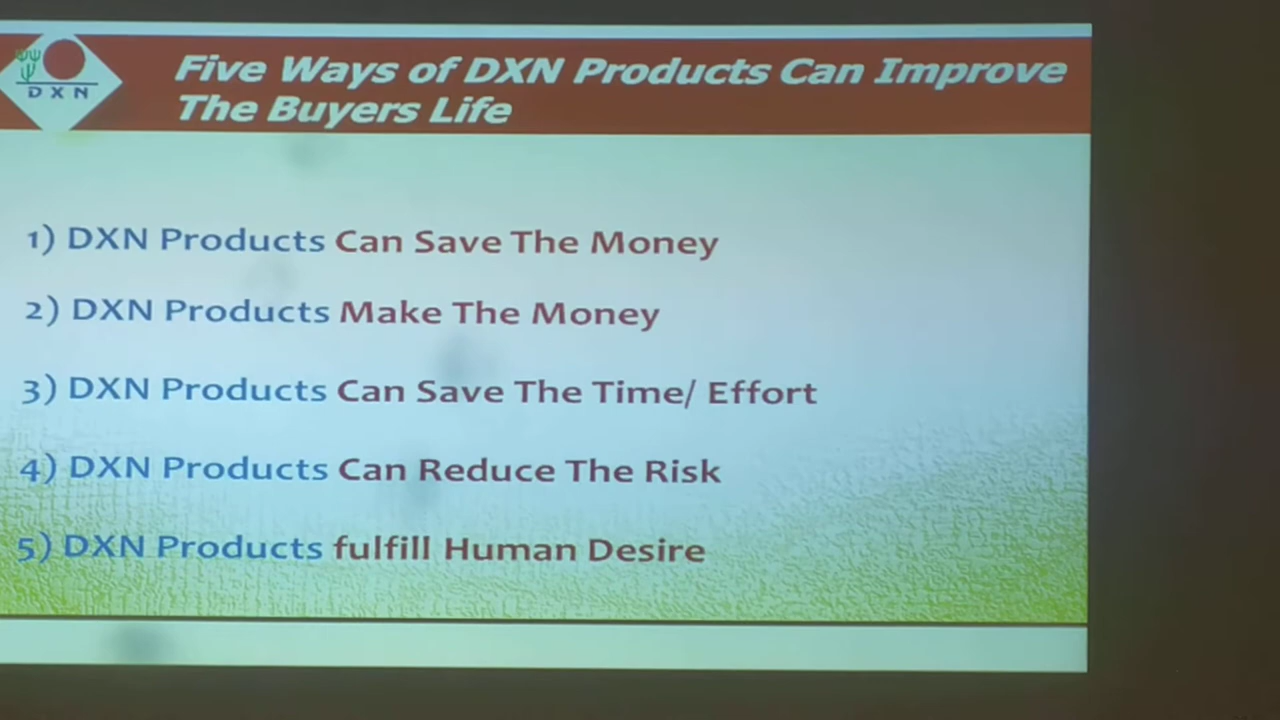 DXN
Five Ways of DXN Products Can Improve
The Buyers Life
1) DXN Products Can Save The Money
2) DXN Products Make The Money
3) DXN Products Can Save The Time/ Effort
4) DXN Products Can Reduce The Risk
5) DXN Products fulfill Human Desire